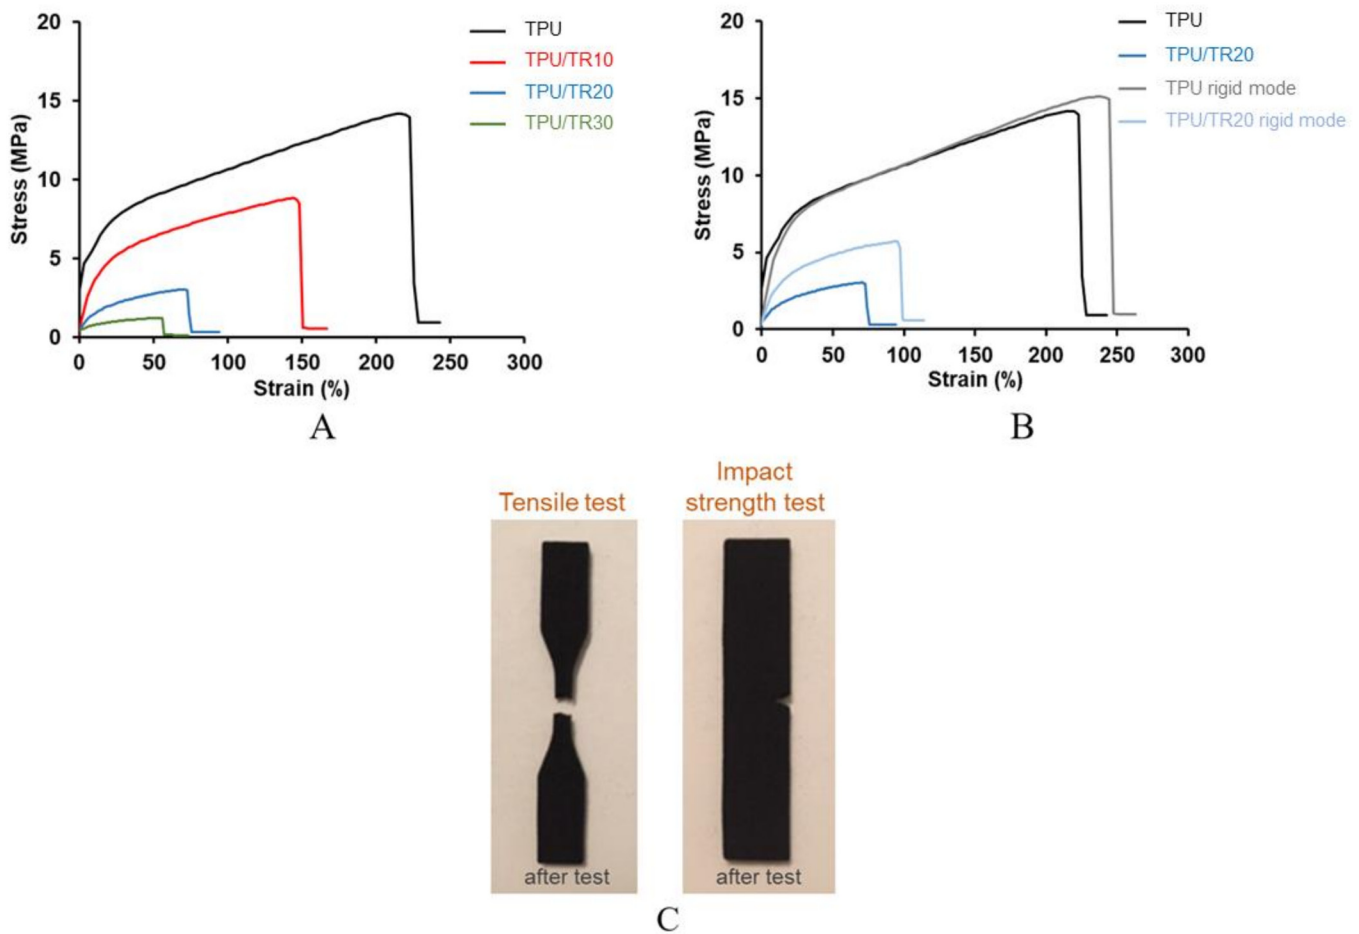 20
15
10
5
0
Stress (MPa)
0 50 100 150 200 250 300
Strain (%)
TPU
TPU/TR10
TPU/TR20
TPU/TR30
A
20
15
10
5
0
Stress (MPa)
0 50 100 150 200 250 300
Strain (%)
TPU
TPU/TR20
TPU rigid mode
TPU/TR20 rigid mode
B
Tensile test
after test
Impact
strength test
after test
C